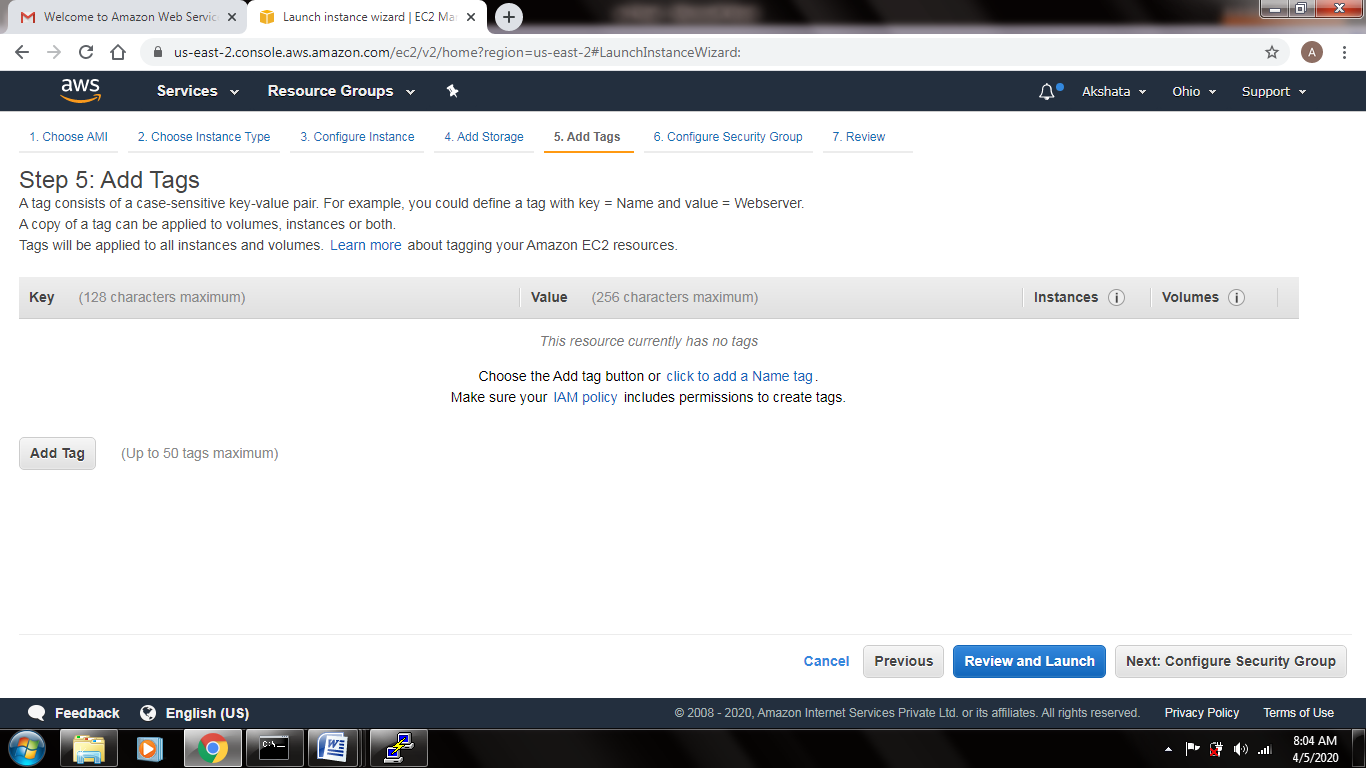 Welcome to Amazon Web Servic
Launch instance wizard | EC2 Mar
us-east-2.console.aws.amazon.com/ec2/v2/home?region=us-east-2#LaunchInstanceWizard:
A
aws
Services
Resource Groups
Akshata
Ohio
Support
1. Choose AMI
2. Choose Instance Type
3. Configure Instance
4. Add Storage
5. Add Tags
6. Configure Security Group
7. Review
Step 5: Add Tags
A tag consists of a case-sensitive key-value pair. For example, you could define a tag with key = Name and value = Webserver.
A copy of a tag can be applied to volumes, instances or both.
Tags will be applied to all instances and volumes. Learn more about tagging your Amazon EC2 resources.
Key (128 characters maximum)
Value (256 characters maximum)
Instances
Volumes
This resource currently has no tags
Choose the Add tag button or click to add a Name tag.
Make sure your IAM policy includes permissions to create tags.
Add Tag
(Up to 50 tags maximum)
Cancel
Previous
Review and Launch
Next: Configure Security Group
Feedback
English (US)
© 2008 - 2020, Amazon Internet Services Private Ltd. or its affiliates. All rights reserved.
Privacy Policy
Terms of Use
8:04 AM
4/5/2020